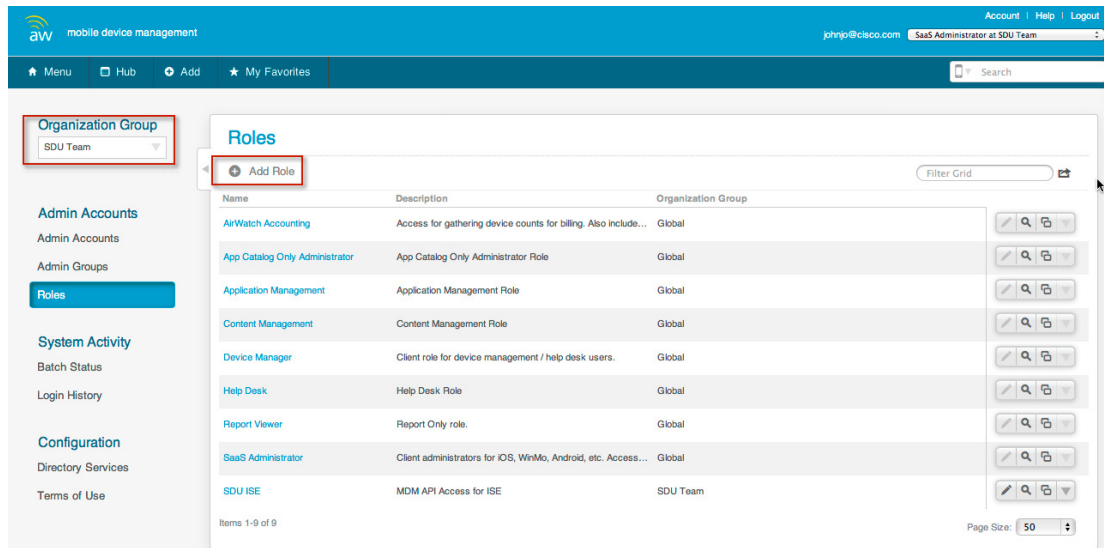 Account | Help | Logout
aw mobile device management
johnjo@cisco.com SaaS Administrator at SDU Team
Menu Hub Add My Favorites Search
Organization Group
SDU Team
Admin Accounts
Admin Accounts
Admin Groups
Roles
System Activity
Batch Status
Login History
Configuration
Directory Services
Terms of Use
Roles
Add Role Filter Grid
Name Description Organization Group
AirWatch Accounting Access for gathering device counts for billing. Also include... Global
App Catalog Only Administrator App Catalog Only Administrator Role Global
Application Management Application Management Role Global
Content Management Content Management Role Global
Device Manager Client role for device management / help desk users. Global
Help Desk Help Desk Role Global
Report Viewer Report Only role. Global
SaaS Administrator Client administrators for iOS, WinMo, Android, etc. Access... Global
SDU ISE MDM API Access for ISE SDU Team
Items 1-9 of 9 Page Size: 50